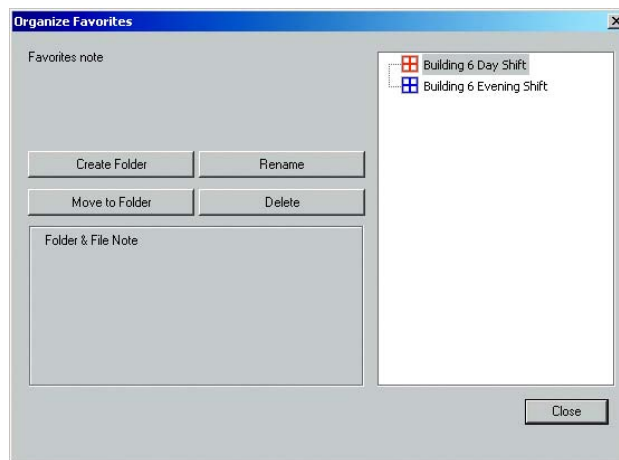 Organize Favorites
Favorites note
Create Folder
Rename
Move to Folder
Delete
Folder & File Note
Building 6 Day Shift
Building 6 Evening Shift
Close